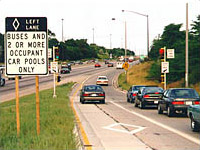 LEFT
LANE
BUSES AND
2 OR MORE
OCCUPANT
CAR POOLS
ONLY